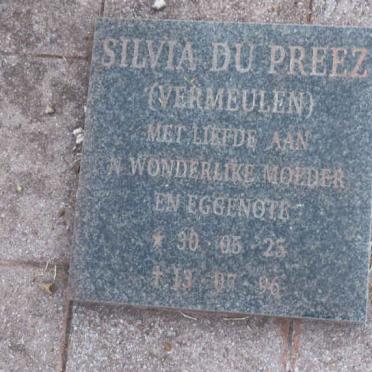 SILVIA DU PREEZ
(VERMEULEN)
MET LIEFDE AAN
'N WONDERLIKE MOEDER
EN EGGENOTE
* 30 · 05 · 25
† 13 · 07 · 96